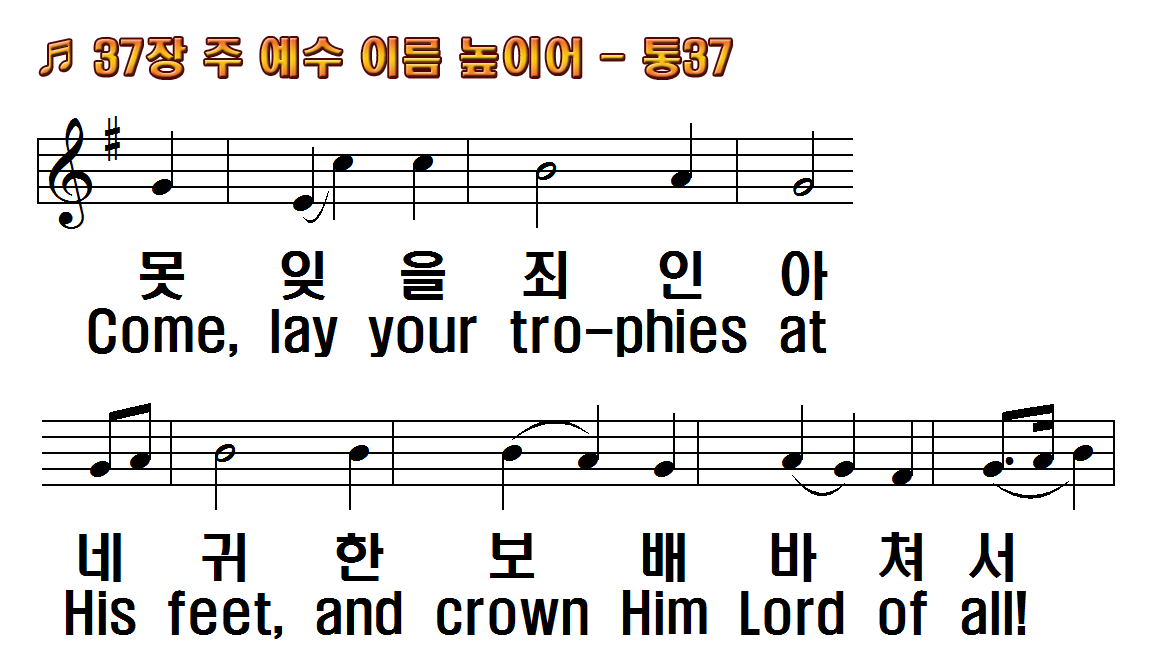 ♬ 37장 주 예수 이름 높이어 - 통37
못 잊 을 죄 인 아
Come, lay your tro-phies at
네 귀 한 보 배 바 쳐 서
His feet, and crown Him Lord of all!